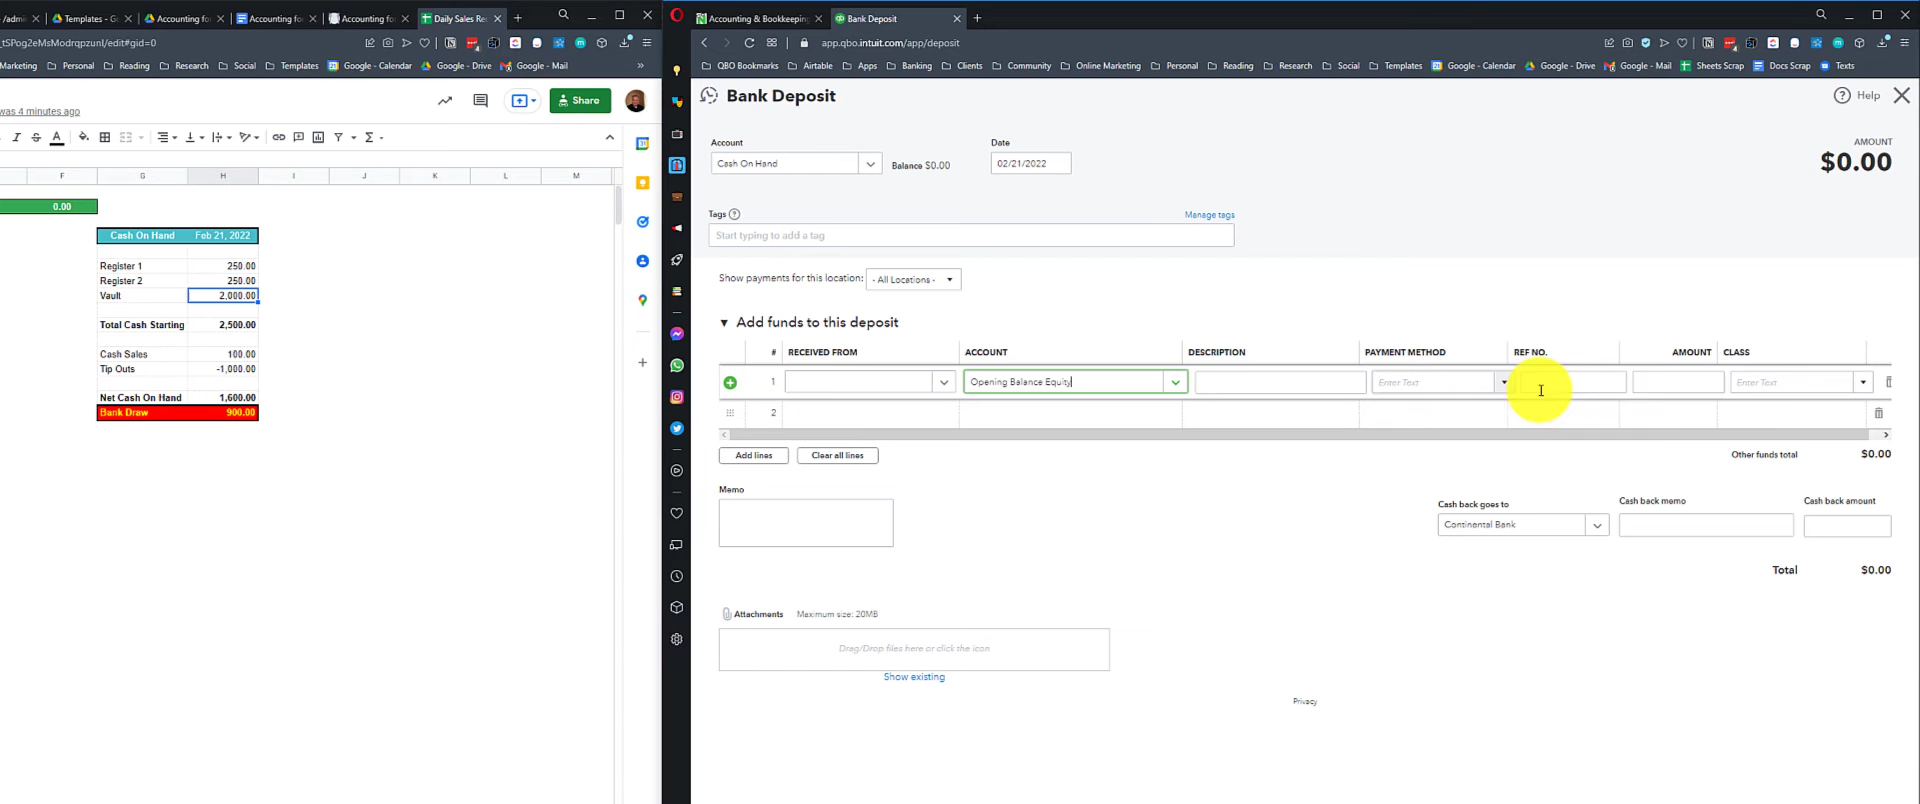 /admi
Templates - G
Accounting fo
Accounting for
Accounting fo
Daily Sales Re
Accounting & Bookkeeping
Bank Deposit
_tSPog2eMsModrqpzunI/edit#gid=0
app.qbo.intuit.com/app/deposit
Marketing
Personal
Reading
Research
Social
Templates
Google - Calendar
Google - Drive
Google - Mail
»
QBO Bookmarks
Airtable
Apps
Banking
Clients
Community
Online Marketing
Personal
Reading
Research
Social
Templates
Google - Calendar
Google - Drive
Google - Mail
Sheets Scrap
Docs Scrap
Texts
was 4 minutes ago
Share
F G H I J K L M
0.00
Cash On Hand Feb 21, 2022
Register 1 250.00
Register 2 250.00
Vault 2,000.00
Total Cash Starting 2,500.00
Cash Sales 100.00
Tip Outs -1,000.00
Net Cash On Hand 1,600.00
Bank Draw 900.00
Bank Deposit
Help
Account
Date
AMOUNT
Cash On Hand
Balance $0.00
02/21/2022
$0.00
Tags
Manage tags
Start typing to add a tag
Show payments for this location:
- All Locations -
Add funds to this deposit
# RECEIVED FROM ACCOUNT DESCRIPTION PAYMENT METHOD REF NO. AMOUNT CLASS
1 Opening Balance Equity Enter Text Enter Text
2
Add lines
Clear all lines
Other funds total $0.00
Memo
Cash back goes to
Cash back memo
Cash back amount
Continental Bank
Total $0.00
Attachments Maximum size: 20MB
Drag/Drop files here or click the icon
Show existing
Privacy